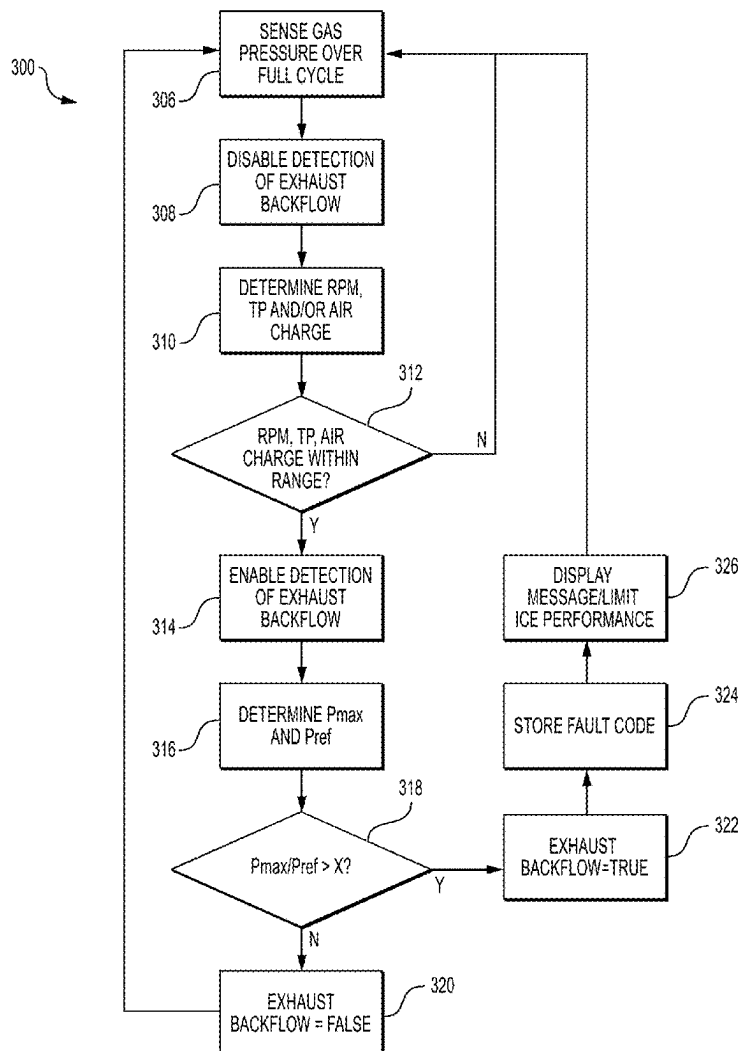 300
SENSE GAS
PRESSURE OVER
FULL CYCLE
306
DISABLE DETECTION
OF EXHAUST
BACKFLOW
308
DETERMINE RPM,
TP AND/OR AIR
CHARGE
310
312
RPM, TP, AIR
CHARGE WITHIN
RANGE?
N
Y
ENABLE DETECTION
OF EXHAUST
BACKFLOW
314
DETERMINE Pmax
AND Pref
316
318
Pmax/Pref > X?
Y
N
EXHAUST
BACKFLOW = FALSE
320
EXHAUST
BACKFLOW=TRUE
322
STORE FAULT CODE
324
DISPLAY
MESSAGE/LIMIT
ICE PERFORMANCE
326